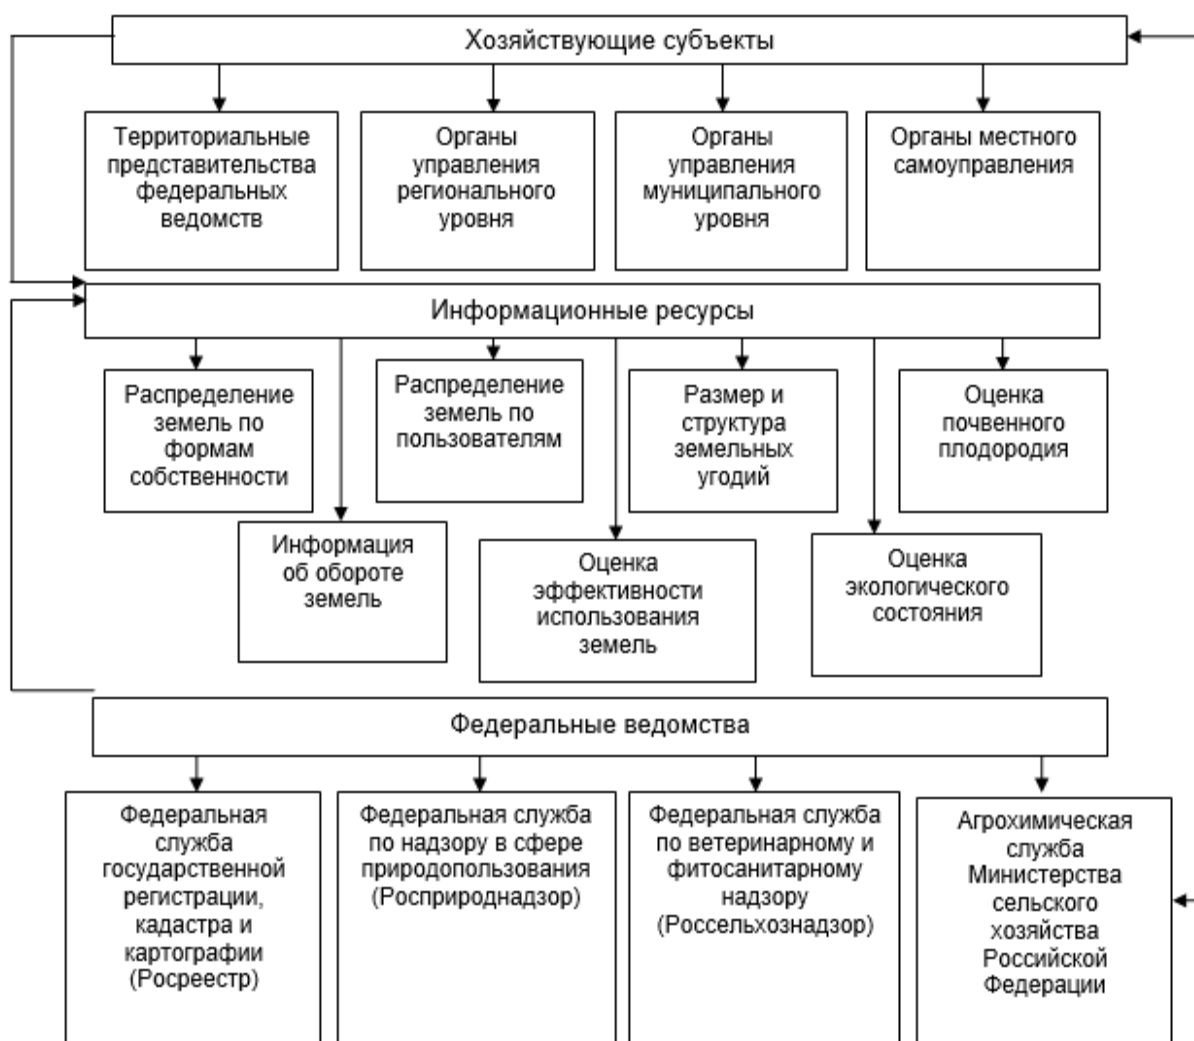 Хозяйствующие субъекты
Территориальные
представительства
федеральных
ведомств
Органы
управления
регионального
уровня
Органы
управления
муниципального
уровня
Органы местного
самоуправления
Информационные ресурсы
Распределение
земель по
формам
собственности
Распределение
земель по
пользователям
Размер и
структура
земельных
угодий
Оценка
почвенного
плодородия
Информация
об обороте
земель
Оценка
эффективности
использования
земель
Оценка
экологического
состояния
Федеральные ведомства
Федеральная
служба
государственной
регистрации,
кадастра и
картографии
(Росреестр)
Федеральная служба
по надзору в сфере
природопользования
(Росприроднадзор)
Федеральная служба
по ветеринарному и
фитосанитарному
надзору
(Россельхознадзор)
Агрохимическая
служба
Министерства
сельского
хозяйства
Российской
Федерации